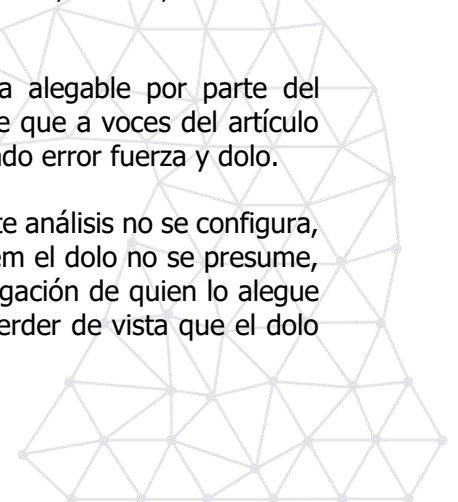 a alegable por parte del
e que a voces del artículo
do error fuerza y dolo.
te análisis no se configura,
em el dolo no se presume,
gación de quien lo alegue
erder de vista que el dolo